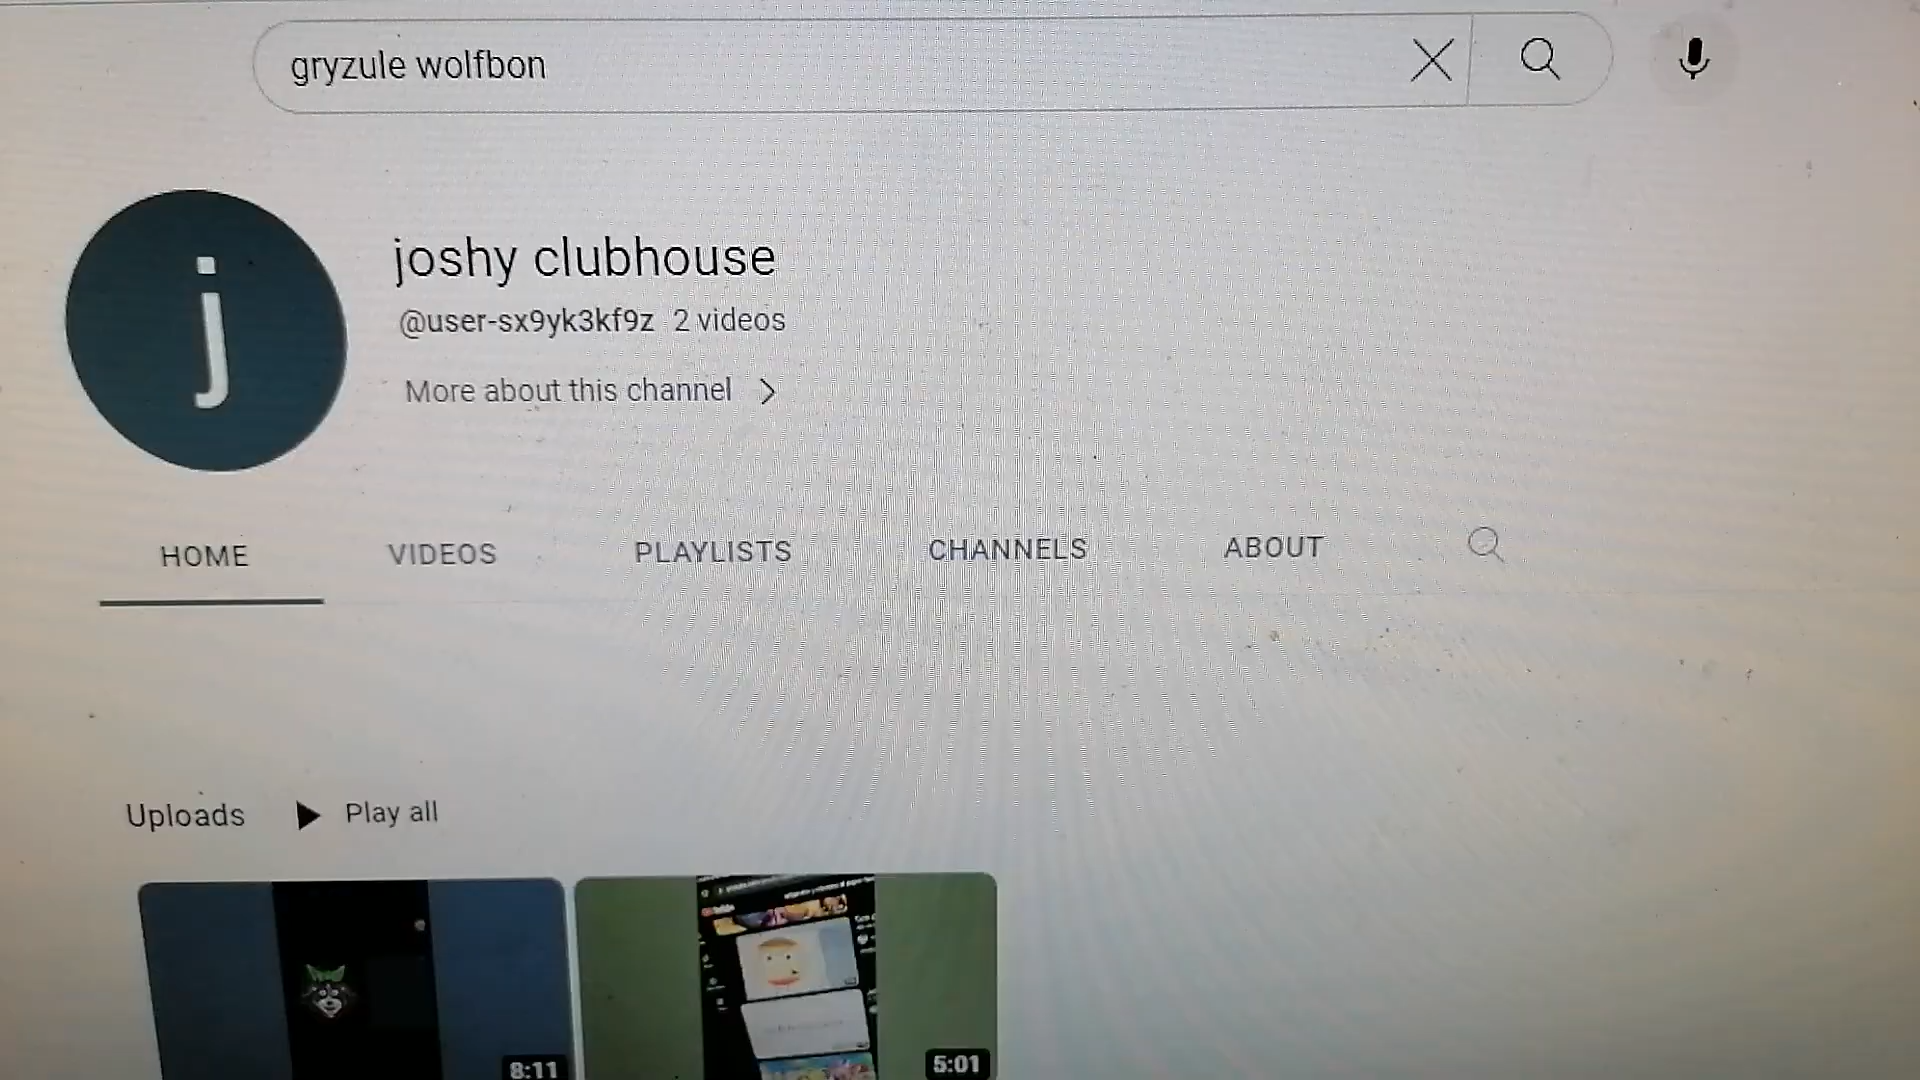 gryzule wolfbon
j
joshy clubhouse
@user-sx9yk3kf9z 2 videos
More about this channel
HOME VIDEOS PLAYLISTS CHANNELS ABOUT
Uploads Play all
8:11 5:01